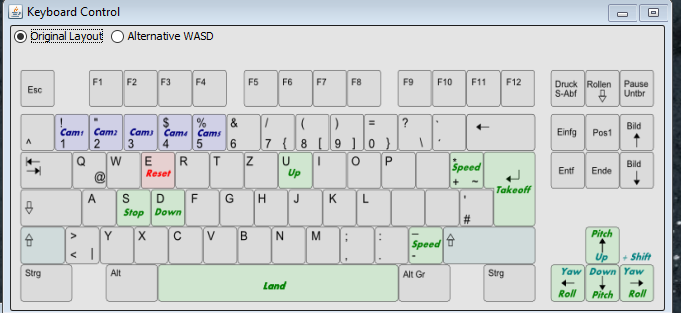 Keyboard Control
Original Layout Alternative WASD
Esc F1 F2 F3 F4 F5 F6 F7 F8 F9 F10 F11 F12 Druck Rollen Pause
S-Abf Untbr
! " $ % & / ( ) = ?
Cam1 Cam2 Cam3 Cam4 Cam5 Einfg Pos1 Bild
^ 1 2 3 4 5 6 7 { 8 [ 9 ] 0 } \
Q W E R T Z U I O P * Speed Entf Ende Bild
@ Reset Up + ~ Takeoff
A S D F G H J K L '
Stop Down #
> Y X C V B N M ; : _ Pitch
< | , . Speed - Up + Shift
Strg Alt Land Alt Gr Strg Yaw Down Yaw
Roll Pitch Roll